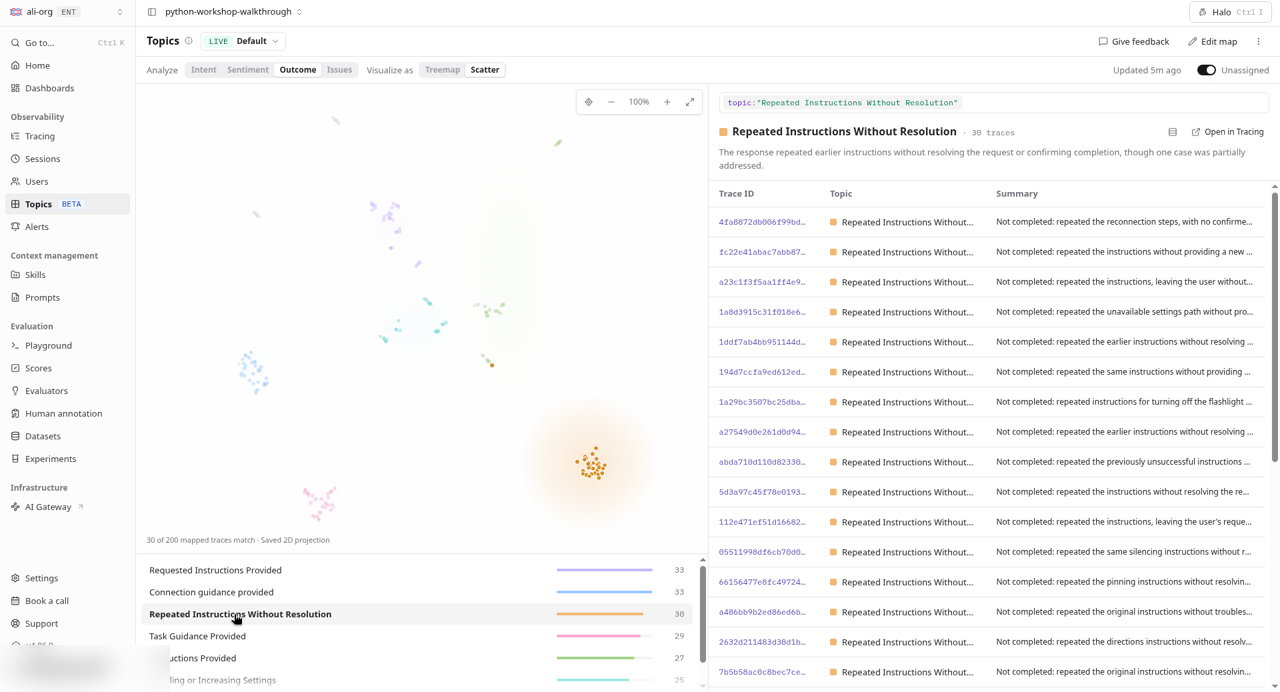 ali-org ENT
python-workshop-walkthrough
Halo Ctrl I
Go to... Ctrl K
Home
Dashboards
Observability
Tracing
Sessions
Users
Topics BETA
Alerts
Context management
Skills
Prompts
Evaluation
Playground
Scores
Evaluators
Human annotation
Datasets
Experiments
Infrastructure
AI Gateway
Settings
Book a call
Support
Topics LIVE Default
Give feedback Edit map
Analyze Intent Sentiment Outcome Issues Visualize as Treemap Scatter
Updated 5m ago Unassigned
100%
30 of 200 mapped traces match · Saved 2D projection
Requested Instructions Provided 33
Connection guidance provided 33
Repeated Instructions Without Resolution 30
Task Guidance Provided 29
uctions Provided 27
ling or Increasing Settings 25
topic:"Repeated Instructions Without Resolution"
Repeated Instructions Without Resolution · 30 traces
Open in Tracing
The response repeated earlier instructions without resolving the request or confirming completion, though one case was partially
addressed.
Trace ID Topic Summary
4fa8872db006f99bd… Repeated Instructions Without... Not completed: repeated the reconnection steps, with no confirme...
fc22e41abac7abb87… Repeated Instructions Without... Not completed: repeated the instructions without providing a new ...
a23c1f3f5aa1ff4e9… Repeated Instructions Without... Not completed: repeated the instructions, leaving the user without...
1a8d3915c31f018e6… Repeated Instructions Without... Not completed: repeated the unavailable settings path without pro...
1ddf7ab4bb951144d… Repeated Instructions Without... Not completed: repeated the earlier instructions without resolving ...
194d7ccfa9ed612ed… Repeated Instructions Without... Not completed: repeated the same instructions without providing ...
1a29bc3507bc25dba… Repeated Instructions Without... Not completed: repeated instructions for turning off the flashlight ...
a27549d0e261d0d94… Repeated Instructions Without... Not completed: repeated the earlier instructions without resolving ...
abda710d110d82330… Repeated Instructions Without... Not completed: repeated the previously unsuccessful instructions ...
5d3a97c45f78e0193… Repeated Instructions Without... Not completed: repeated the instructions without resolving the re...
112e471ef51d16682… Repeated Instructions Without... Not completed: repeated the instructions, leaving the user's reque...
05511998df6cb70d0… Repeated Instructions Without... Not completed: repeated the same silencing instructions without r...
66156477e8fc49724… Repeated Instructions Without... Not completed: repeated the pinning instructions without resolvin...
a486bb9b2ed86ed6b… Repeated Instructions Without... Not completed: repeated the original instructions without troubles...
2632d211483d38d1b… Repeated Instructions Without... Not completed: repeated the directions instructions without resolv...
7b5b58ac0c8bec7ce… Repeated Instructions Without... Not completed: repeated the original instructions without resolvin...